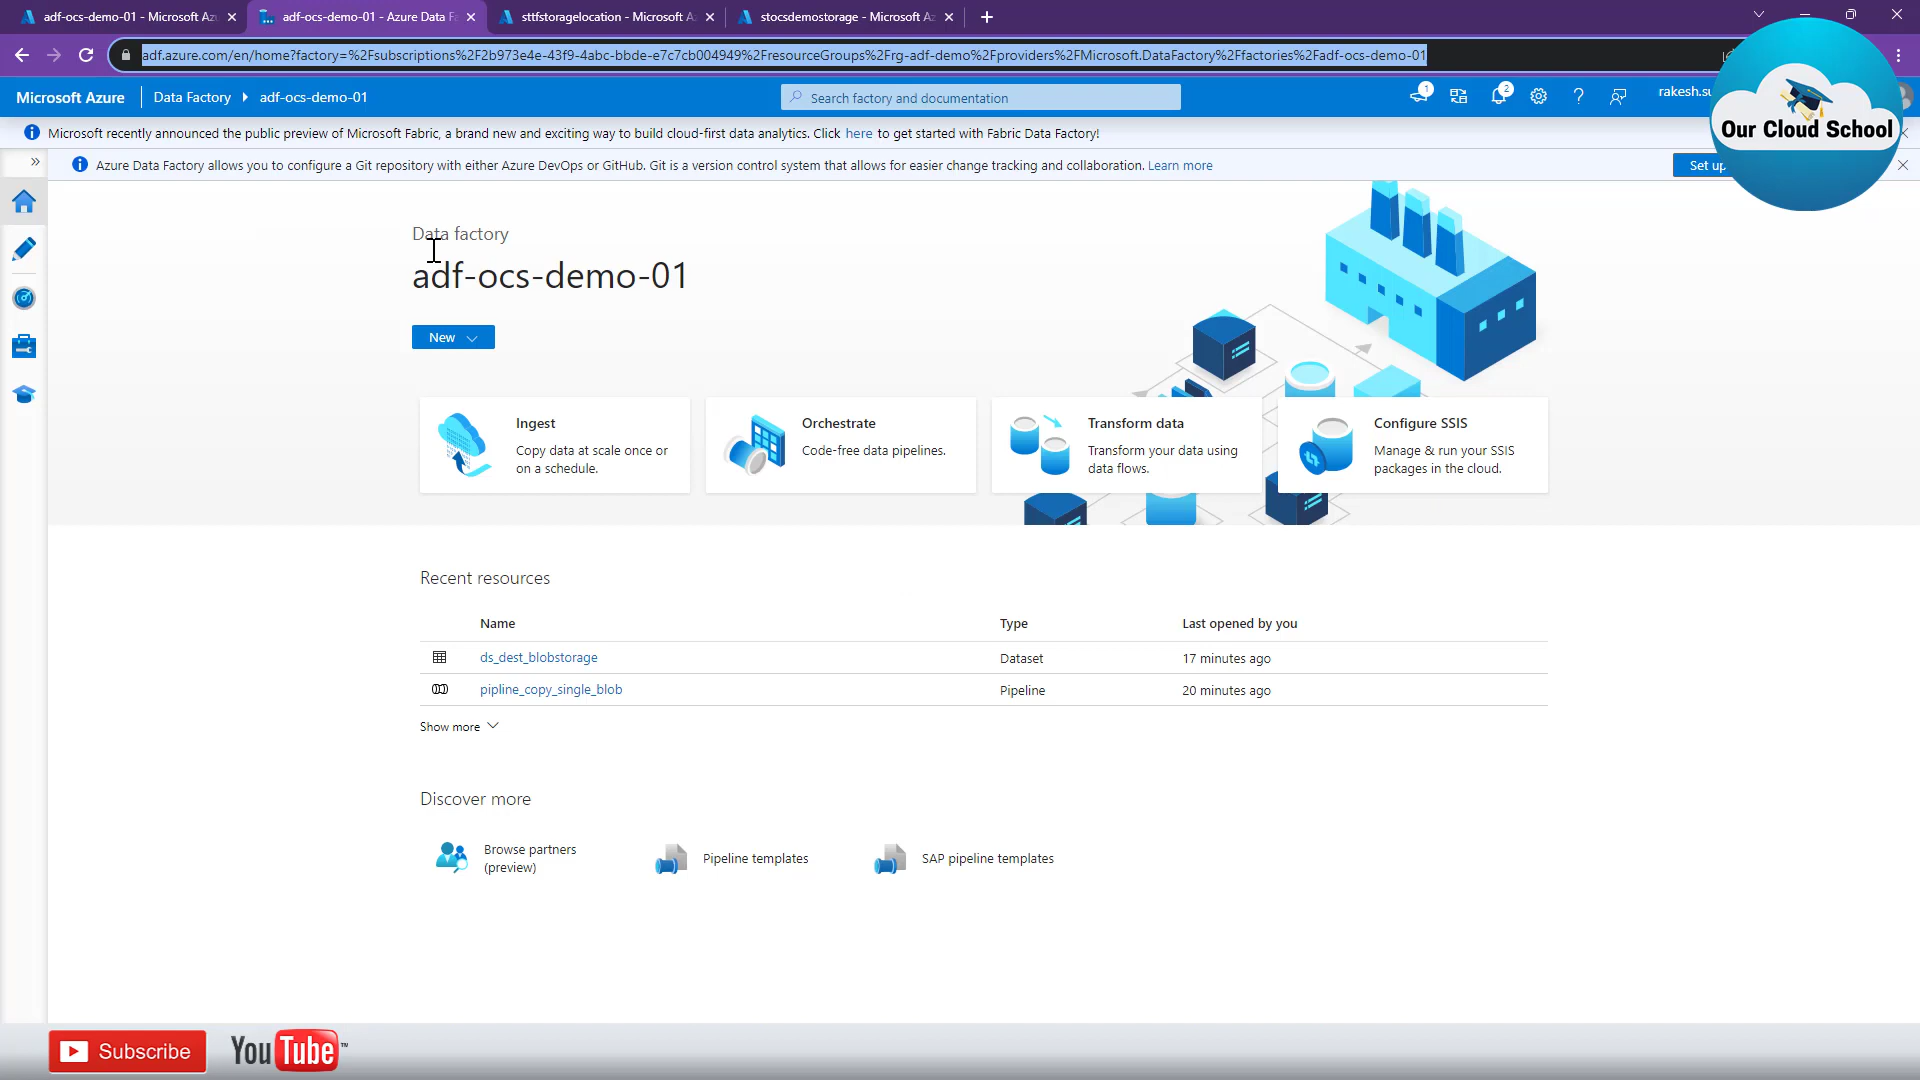 adf-ocs-demo-01 - Microsoft Az
adf-ocs-demo-01 - Azure Data Fa
sttfstoragelocation - Microsoft A
stocsdemostorage - Microsoft Az
adf.azure.com/en/home?factory=%2Fsubscriptions%2F2b973e4e-43f9-4abc-bbde-e7c7cb004949%2FresourceGroups%2Frg-adf-demo%2Fproviders%2FMicrosoft.DataFactory%2Ffactories%2Fadf-ocs-demo-01
Microsoft Azure
Data Factory
adf-ocs-demo-01
Search factory and documentation
1
2
rakesh.su
Our Cloud School
Microsoft recently announced the public preview of Microsoft Fabric, a brand new and exciting way to build cloud-first data analytics. Click here to get started with Fabric Data Factory!
Azure Data Factory allows you to configure a Git repository with either Azure DevOps or GitHub. Git is a version control system that allows for easier change tracking and collaboration. Learn more
Set up
Data factory
adf-ocs-demo-01
New
Ingest
Copy data at scale once or
on a schedule.
Orchestrate
Code-free data pipelines.
Transform data
Transform your data using
data flows.
Configure SSIS
Manage & run your SSIS
packages in the cloud.
Recent resources
Name Type Last opened by you
ds_dest_blobstorage Dataset 17 minutes ago
pipline_copy_single_blob Pipeline 20 minutes ago
Show more
Discover more
Browse partners
(preview)
Pipeline templates
SAP pipeline templates
Subscribe
YouTube™